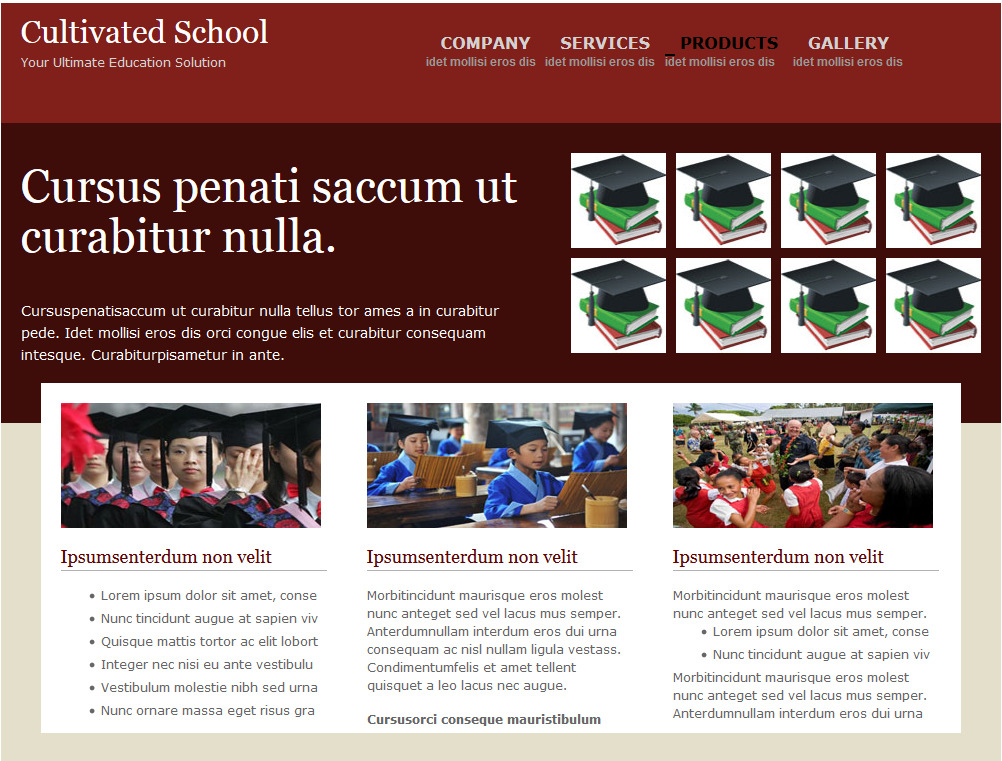 Cultivated School
Your Ultimate Education Solution
COMPANY SERVICES PRODUCTS GALLERY
idet mollisi eros dis idet mollisi eros dis idet mollisi eros dis idet mollisi eros dis
Cursus penati saccum ut
curabitur nulla.
Cursuspenatisaccum ut curabitur nulla tellus tor ames a in curabitur
pede. Idet mollisi eros dis orci congue elis et curabitur consequam
intesque. Curabiturpisametur in ante.
Ipsumsenterdum non velit
• Lorem ipsum dolor sit amet, conse
• Nunc tincidunt augue at sapien viv
• Quisque mattis tortor ac elit lobort
• Integer nec nisi eu ante vestibulu
• Vestibulum molestie nibh sed urna
• Nunc ornare massa eget risus gra
Ipsumsenterdum non velit
Morbitincidunt maurisque eros molest
nunc anteget sed vel lacus mus semper.
Anterdumnullam interdum eros dui urna
consequam ac nisl nullam ligula vestass.
Condimentumfelis et amet tellent
quisquet a leo lacus nec augue.
Cursusorci conseque mauristibulum
Ipsumsenterdum non velit
Morbitincidunt maurisque eros molest
nunc anteget sed vel lacus mus semper.
• Lorem ipsum dolor sit amet, conse
• Nunc tincidunt augue at sapien viv
Morbitincidunt maurisque eros molest
nunc anteget sed vel lacus mus semper.
Anterdumnullam interdum eros dui urna